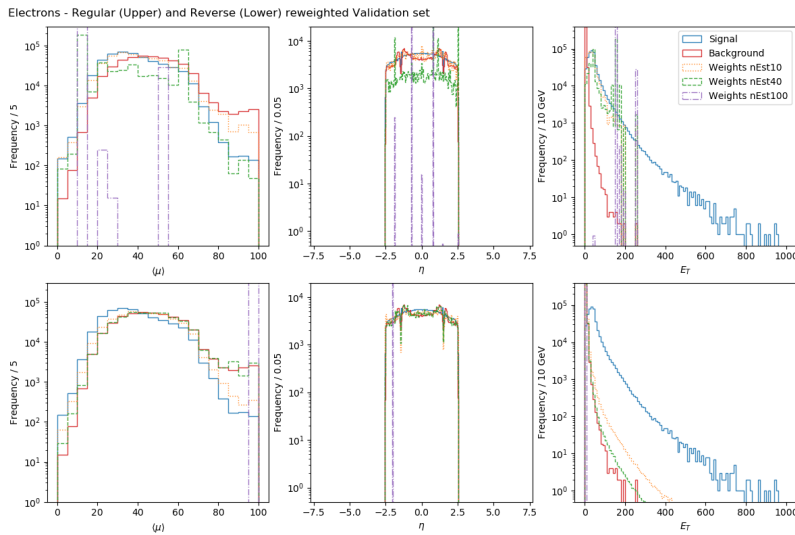 Electrons - Regular (Upper) and Reverse (Lower) reweighted Validation set
Frequency / 5
10⁵
10⁴
10³
10²
10¹
10⁰
0 20 40 60 80 100
⟨μ⟩
Frequency / 0.05
10⁴
10³
10²
10¹
10⁰
−7.5 −5.0 −2.5 0.0 2.5 5.0 7.5
η
Frequency / 10 GeV
10⁵
10⁴
10³
10²
10¹
10⁰
0 200 400 600 800 1000
E_T
Signal
Background
Weights nEst10
Weights nEst40
Weights nEst100
Frequency / 5
10⁵
10⁴
10³
10²
10¹
10⁰
0 20 40 60 80 100
⟨μ⟩
Frequency / 0.05
10⁴
10³
10²
10¹
10⁰
−7.5 −5.0 −2.5 0.0 2.5 5.0 7.5
η
Frequency / 10 GeV
10⁵
10⁴
10³
10²
10¹
10⁰
0 200 400 600 800 1000
E_T